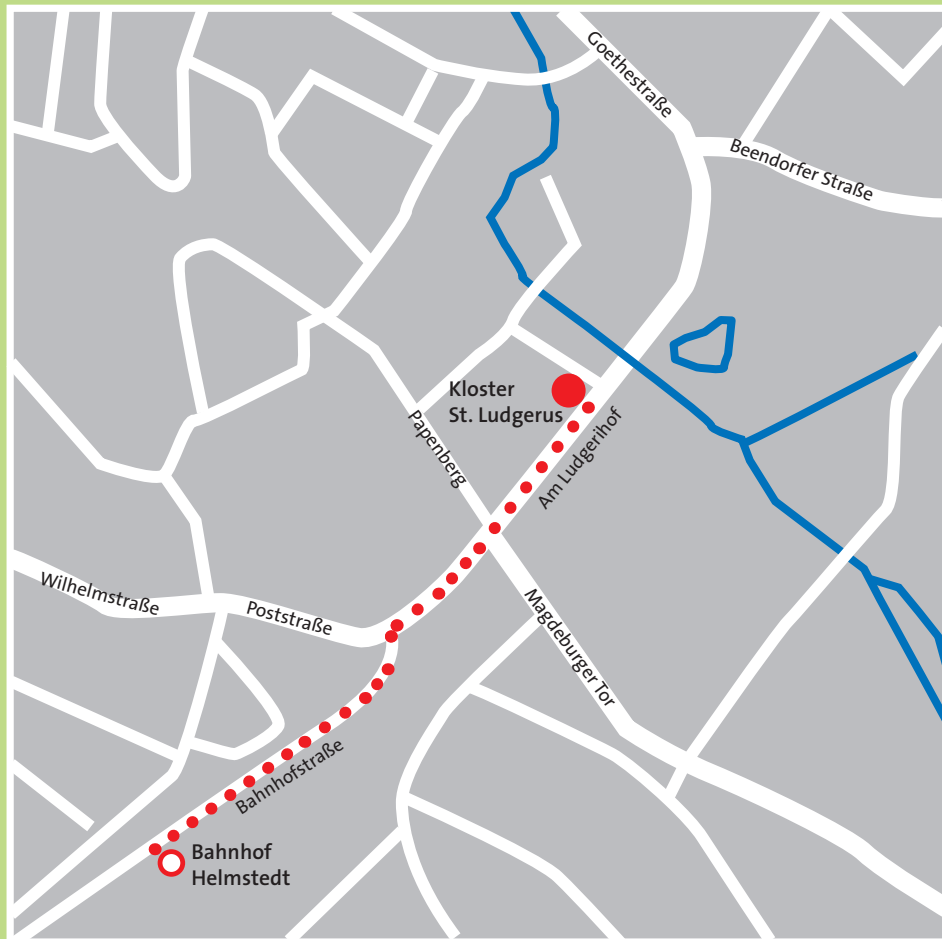 Goethestraße
Beendorfer Straße
Kloster
St. Ludgerus
Papenberg
Am Ludgerihof
Wilhelmstraße
Poststraße
Magdeburger Tor
Bahnhofstraße
Bahnhof
Helmstedt